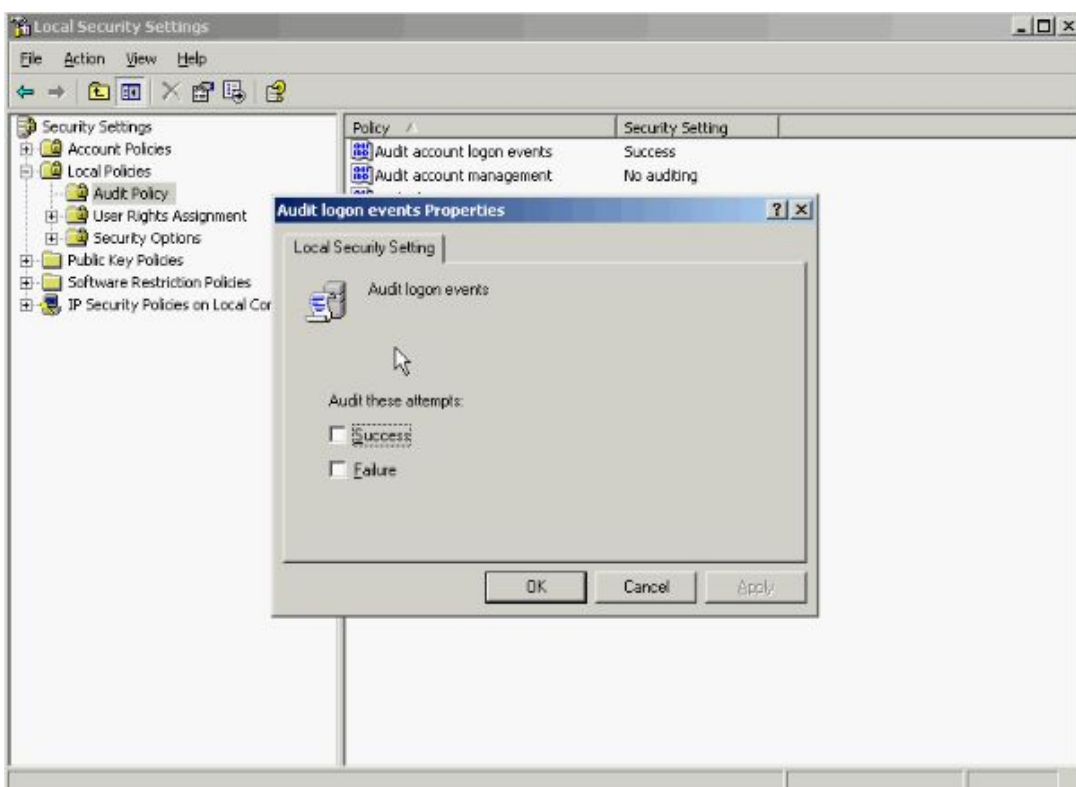 Local Security Settings
File Action View Help
Security Settings
Account Policies
Local Policies
Audit Policy
User Rights Assignment
Security Options
Public Key Policies
Software Restriction Policies
IP Security Policies on Local Cor
Policy Security Setting
Audit account logon events Success
Audit account management No auditing
Audit logon events Properties
Local Security Setting
Audit logon events
Audit these attempts:
Success
Failure
OK Cancel Apply